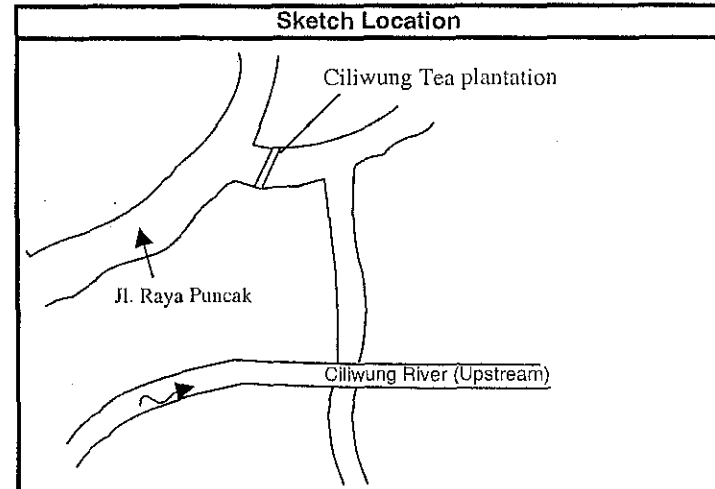 Sketch Location
Ciliwung Tea plantation
Jl. Raya Puncak
Ciliwung River (Upstream)